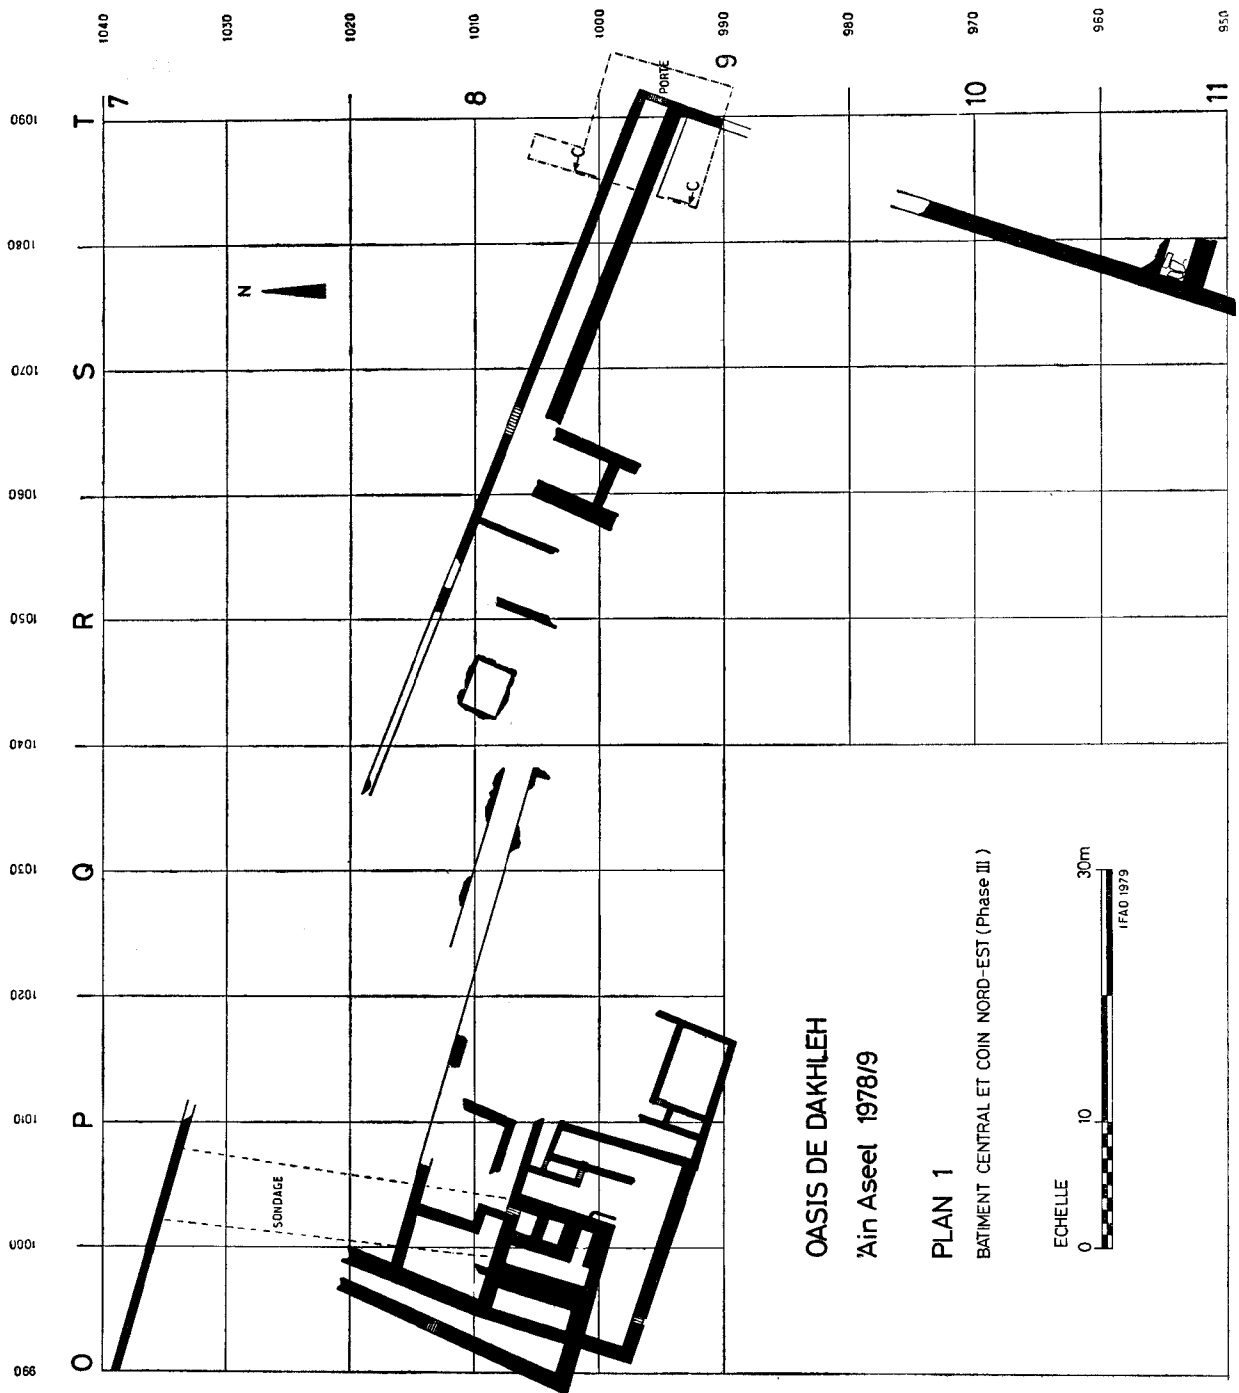 1040
1030
1020
1010
1000
990
980
970
960
950
7
8
9
10
11
1090
1080
1070
1060
1050
1040
1030
1020
1010
1000
990
T
S
R
Q
P
O
N
PORTE
C
C
SONDAGE
OASIS DE DAKHLEH
'Ain Aseel 1978/9
PLAN 1
BATIMENT CENTRAL ET COIN NORD-EST (Phase III)
ECHELLE
0 10 30m
IFAO 1979